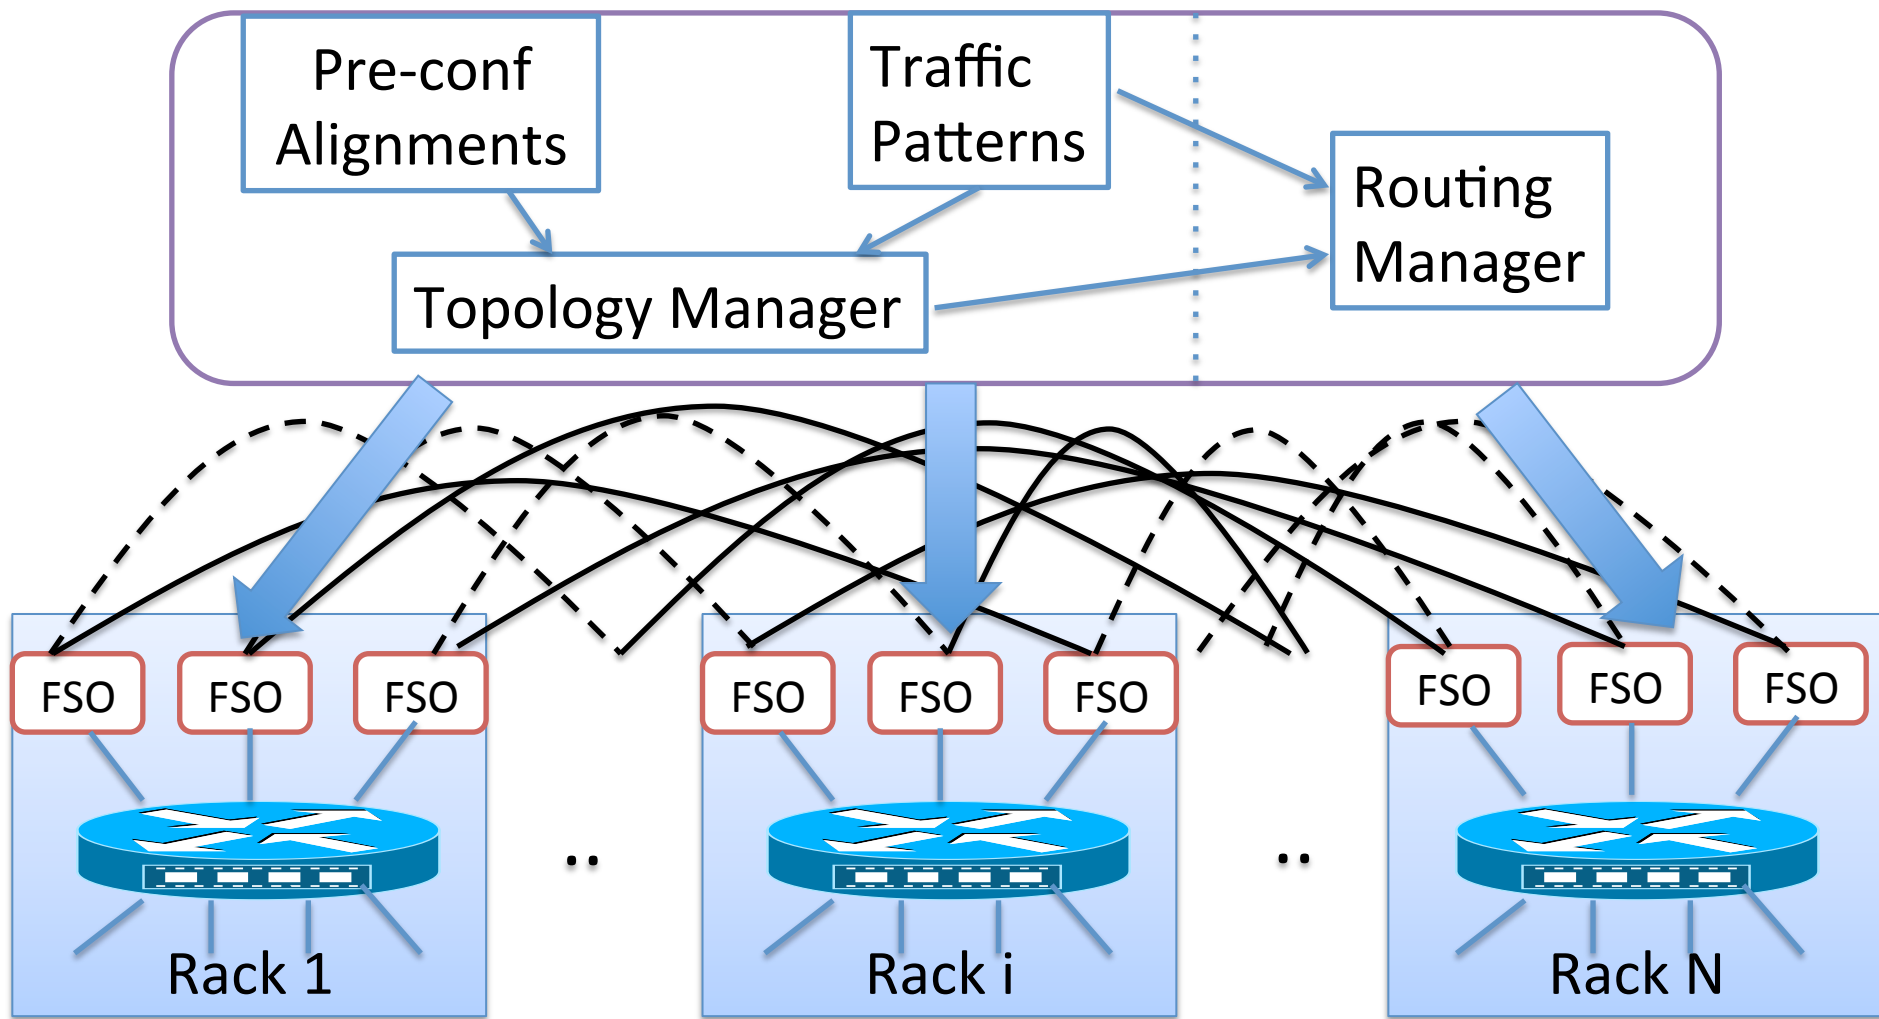 Pre-conf
Alignments
Traffic
Patterns
Routing
Manager
Topology Manager
FSO
FSO
FSO
FSO
FSO
FSO
FSO
FSO
FSO
..
..
Rack 1
Rack i
Rack N